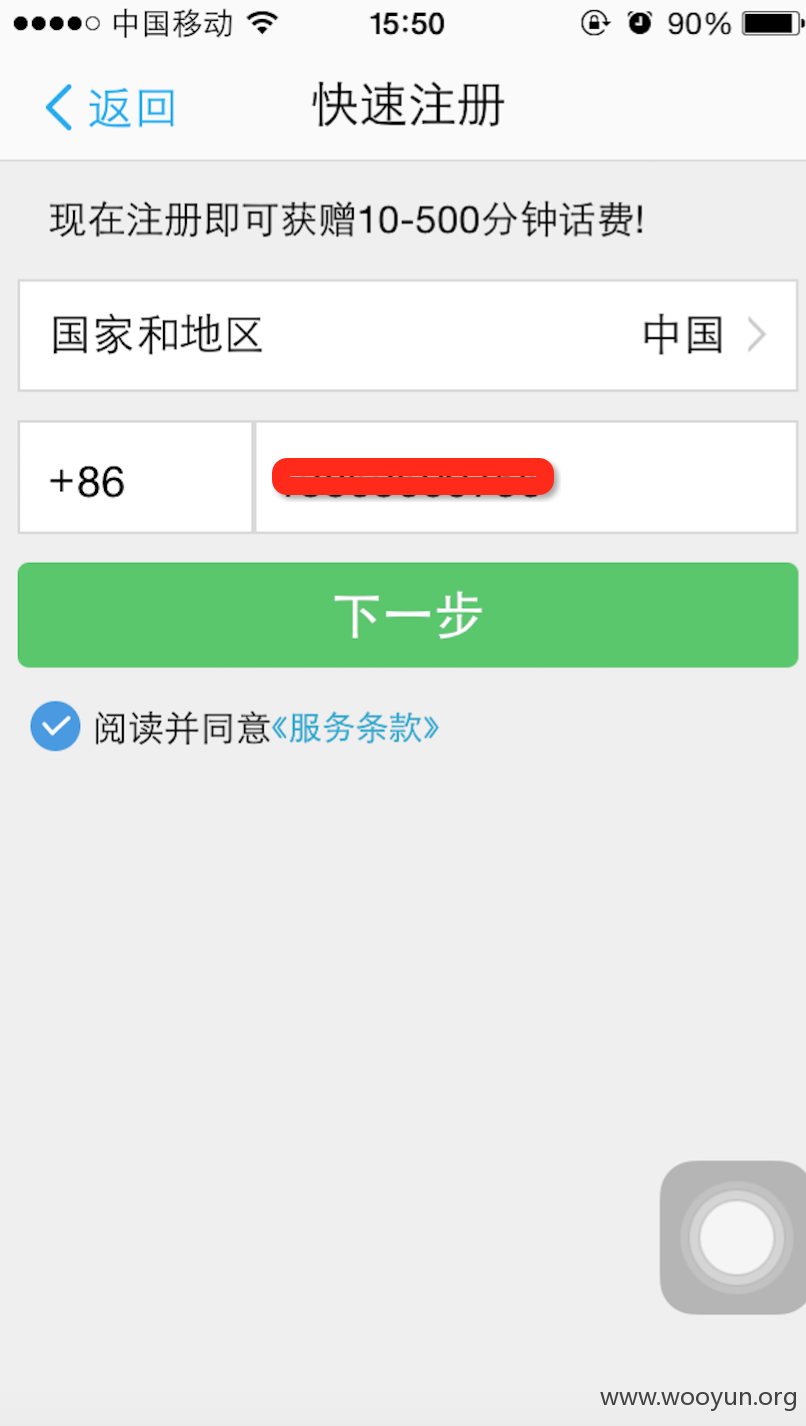 中国移动 15:50 90%
返回 快速注册
现在注册即可获赠10-500分钟话费!
国家和地区 中国
+86
下一步
阅读并同意《服务条款》
www.wooyun.org